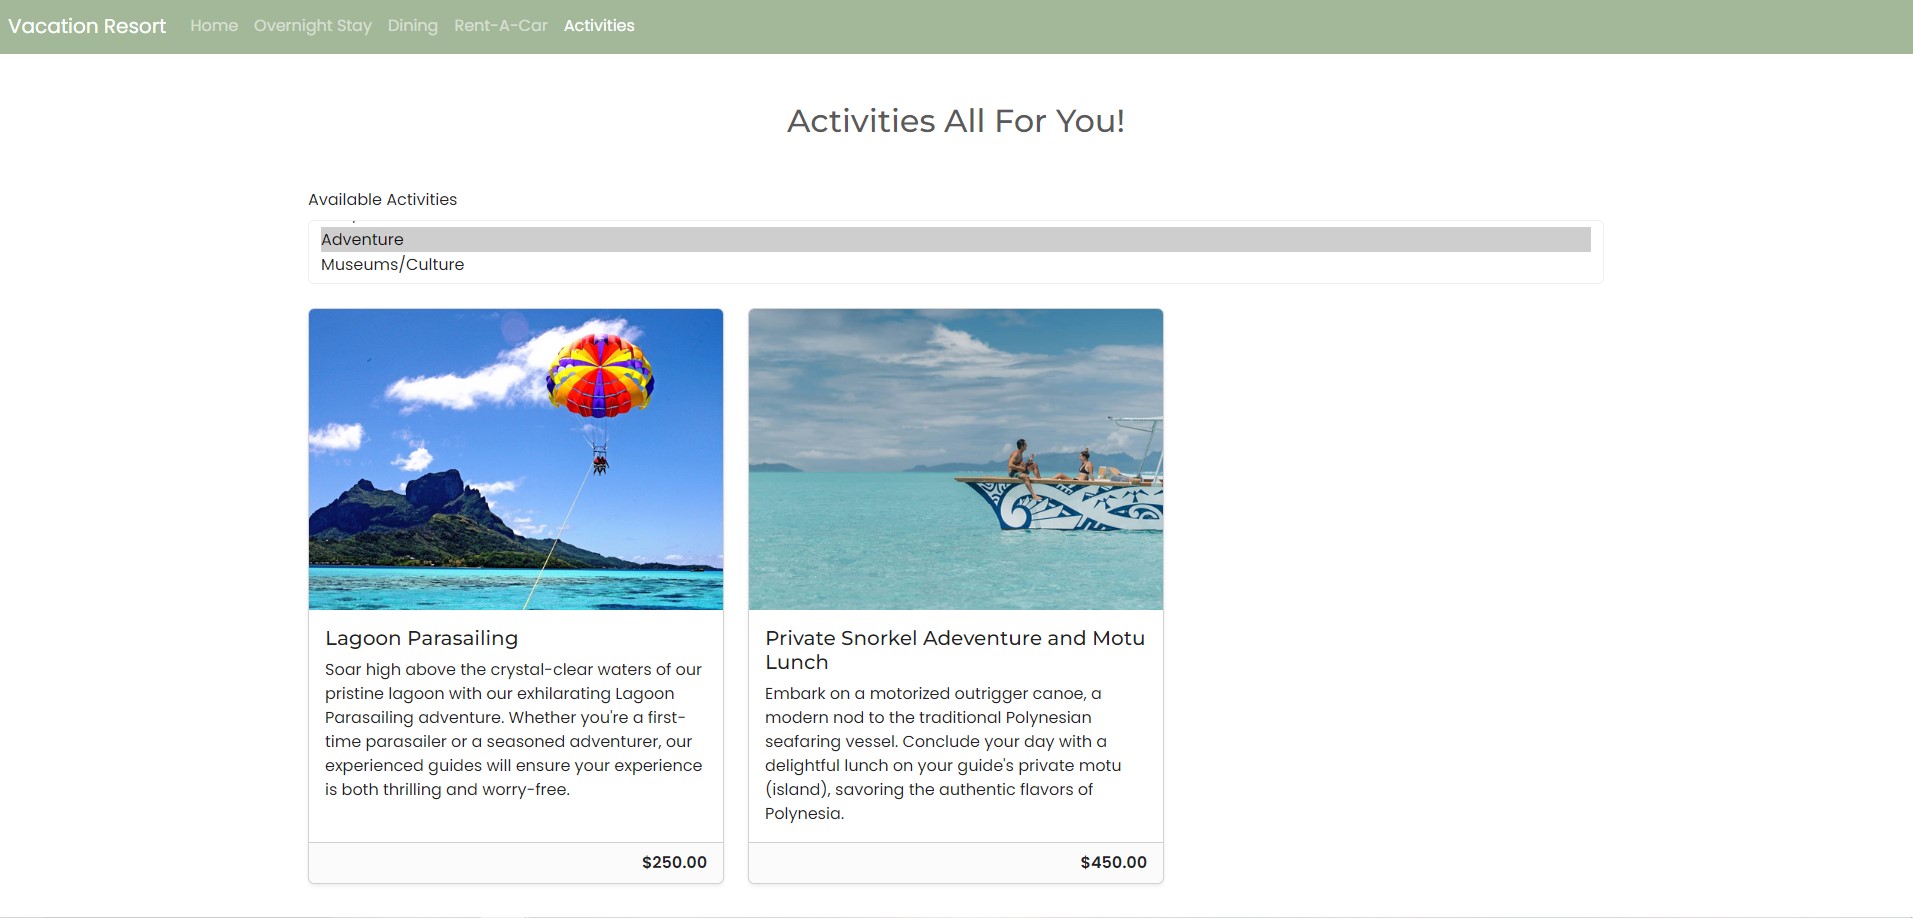 Vacation Resort Home Overnight Stay Dining Rent-A-Car Activities
Activities All For You!
Available Activities
Adventure
Museums/Culture
Lagoon Parasailing
Soar high above the crystal-clear waters of our
pristine lagoon with our exhilarating Lagoon
Parasailing adventure. Whether you're a first-
time parasailer or a seasoned adventurer, our
experienced guides will ensure your experience
is both thrilling and worry-free.
$250.00
Private Snorkel Adeventure and Motu
Lunch
Embark on a motorized outrigger canoe, a
modern nod to the traditional Polynesian
seafaring vessel. Conclude your day with a
delightful lunch on your guide's private motu
(island), savoring the authentic flavors of
Polynesia.
$450.00